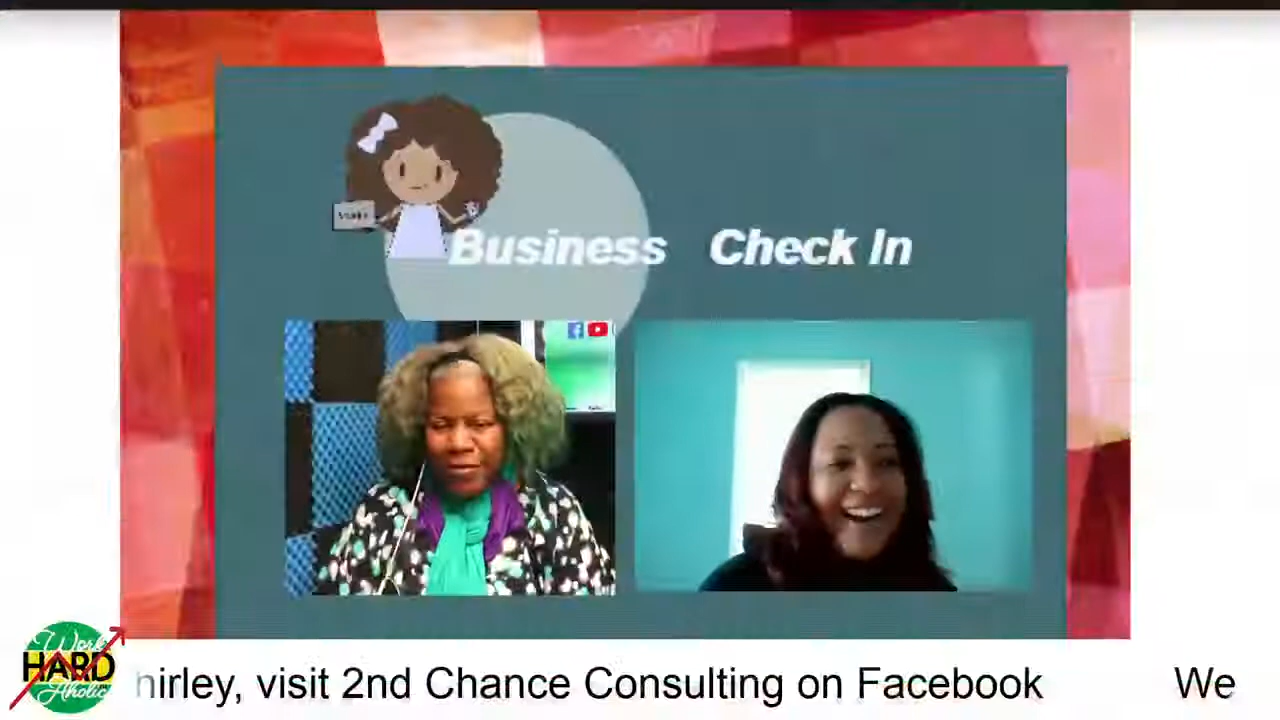 Business Check In
Work
HARD
Aholic
hirley, visit 2nd Chance Consulting on Facebook We